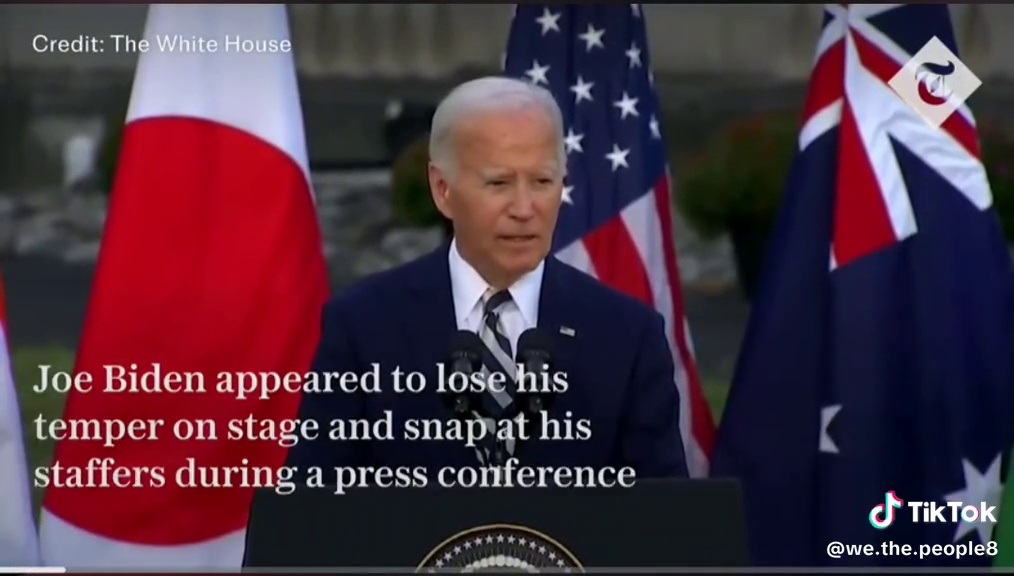 Credit: The White House
Joe Biden appeared to lose his
temper on stage and snap at his
staffers during a press conference
TikTok
@we.the.people8